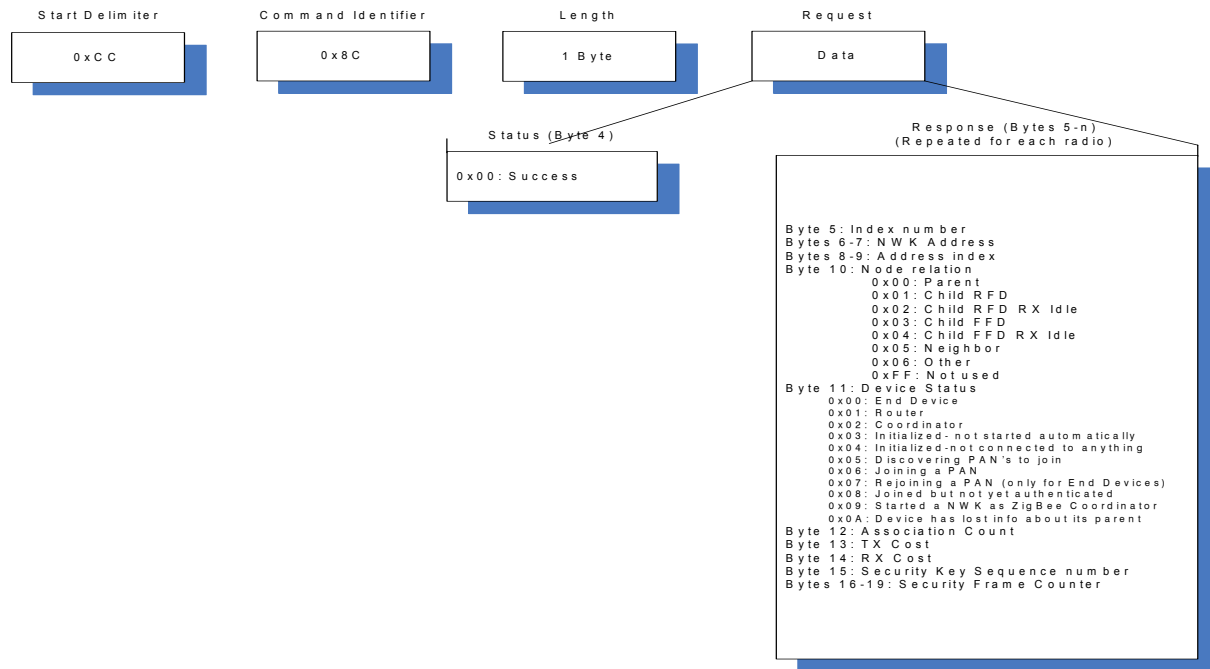 Start Delimiter
Command Identifier
Length
Request
0xCC
0x8C
1 Byte
Data
Status (Byte 4)
0x00: Success
Response (Bytes 5-n)
(Repeated for each radio)
Byte 5: Index number
Bytes 6-7: NWK Address
Bytes 8-9: Address index
Byte 10: Node relation
0x00: Parent
0x01: Child RFD
0x02: Child RFD RX Idle
0x03: Child FFD
0x04: Child FFD RX Idle
0x05: Neighbor
0x06: Other
0xFF: Not used
Byte 11: Device Status
0x00: End Device
0x01: Router
0x02: Coordinator
0x03: Initialized- not started automatically
0x04: Initialized-not connected to anything
0x05: Discovering PAN's to join
0x06: Joining a PAN
0x07: Rejoining a PAN (only for End Devices)
0x08: Joined but not yet authenticated
0x09: Started a NWK as ZigBee Coordinator
0x0A: Device has lost info about its parent
Byte 12: Association Count
Byte 13: TX Cost
Byte 14: RX Cost
Byte 15: Security Key Sequence number
Bytes 16-19: Security Frame Counter